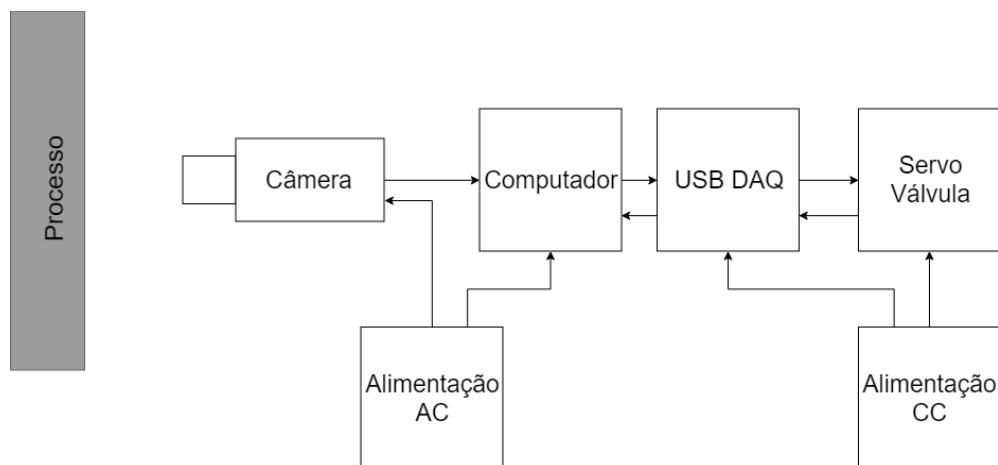 Processo
Câmera
Computador
USB DAQ
Servo
Válvula
Alimentação
AC
Alimentação
CC